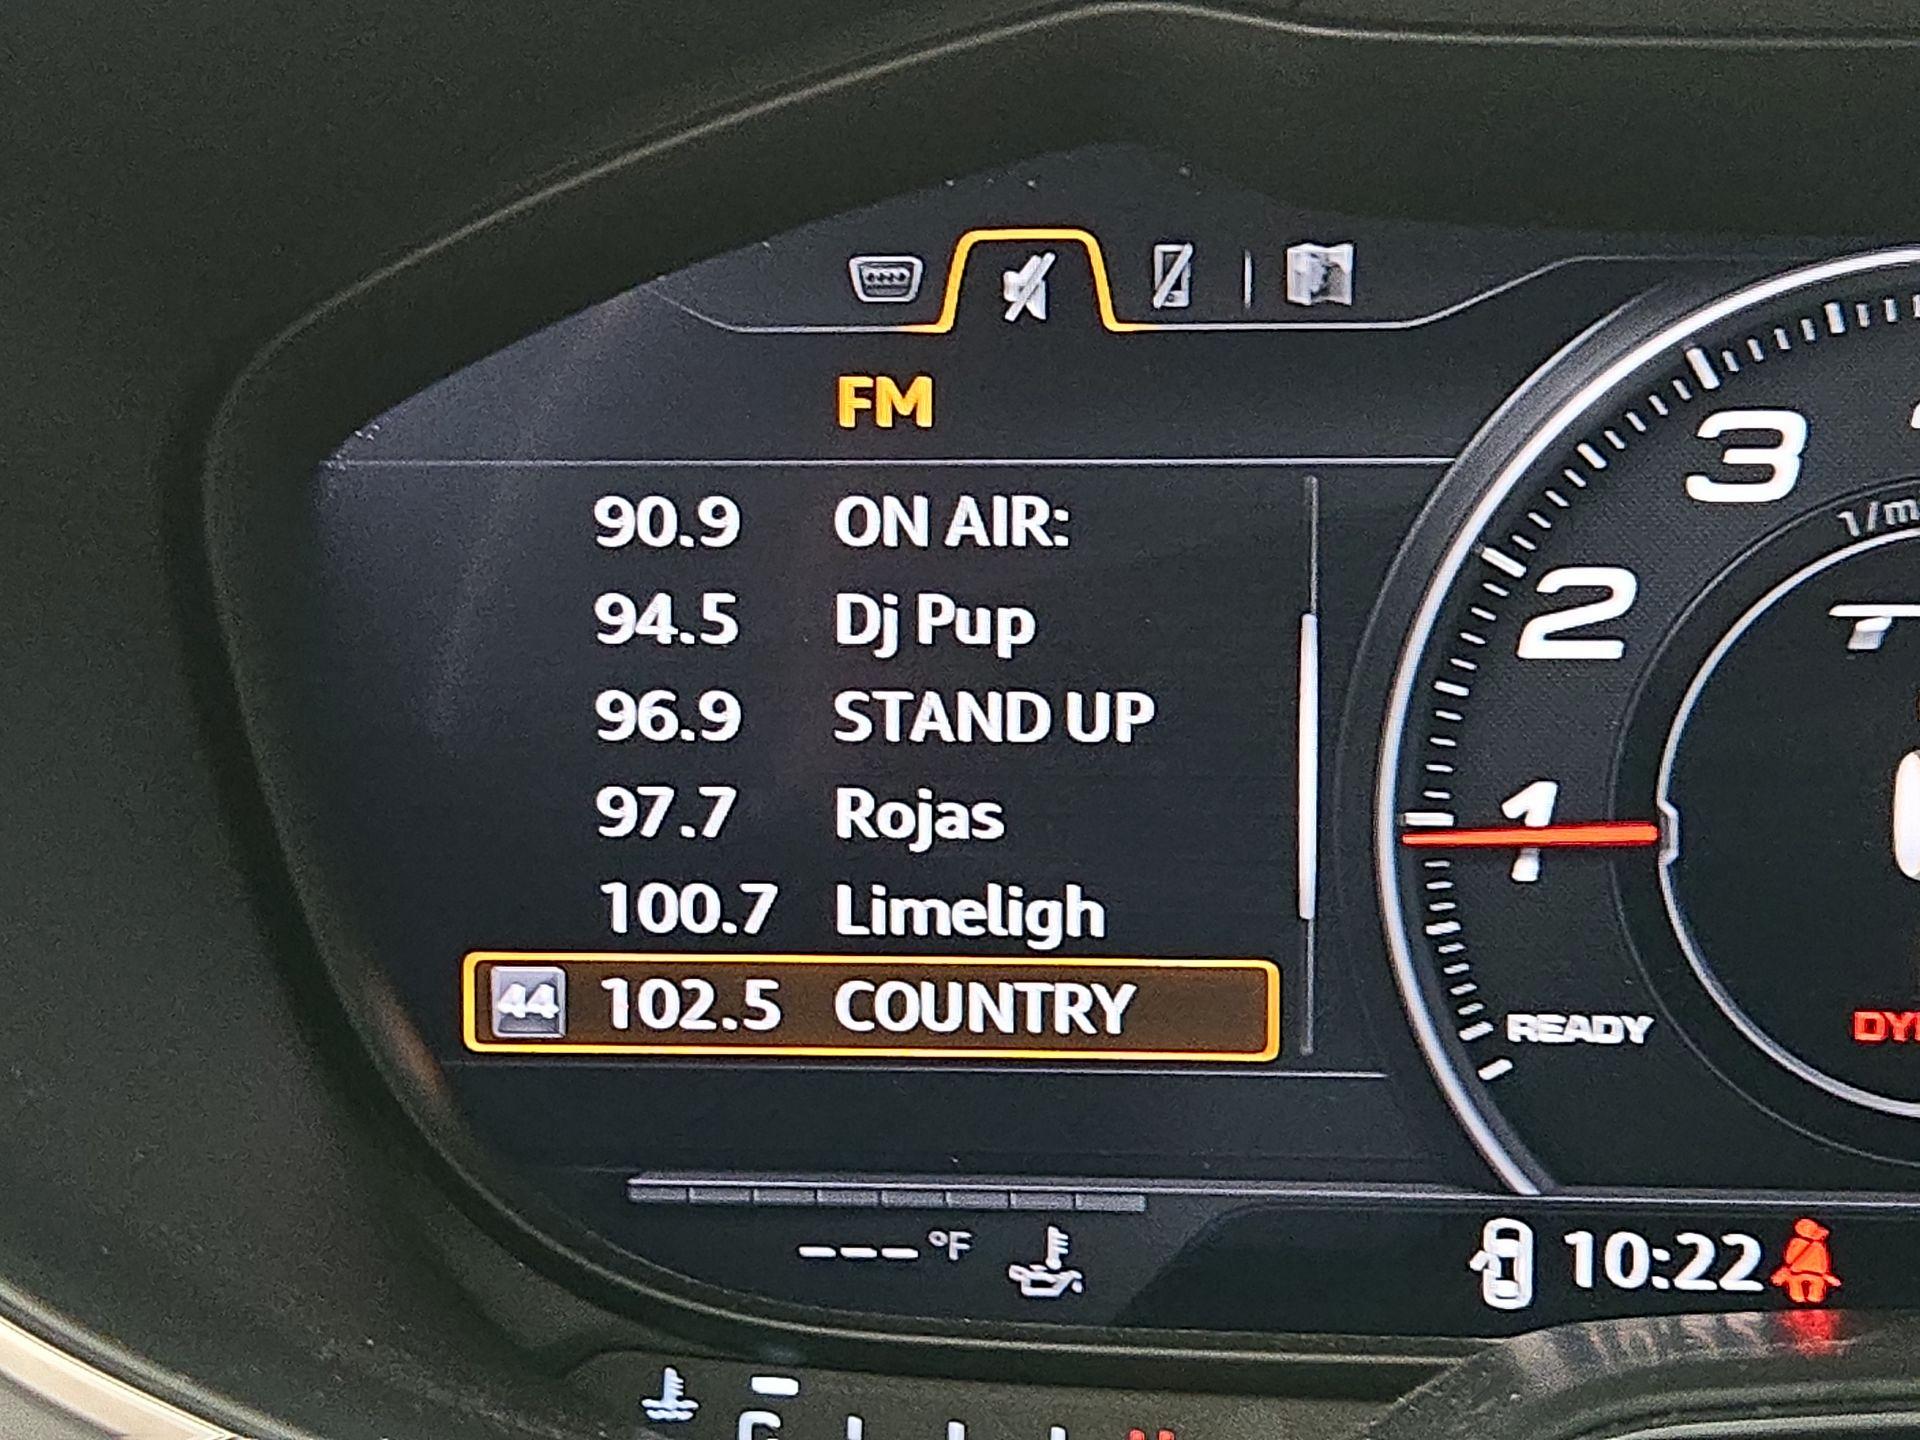 FM
90.9 ON AIR:
94.5 Dj Pup
96.9 STAND UP
97.7 Rojas
100.7 Limeligh
44 102.5 COUNTRY
3
2
1
1/m
READY
DY
---°F
10:22
C